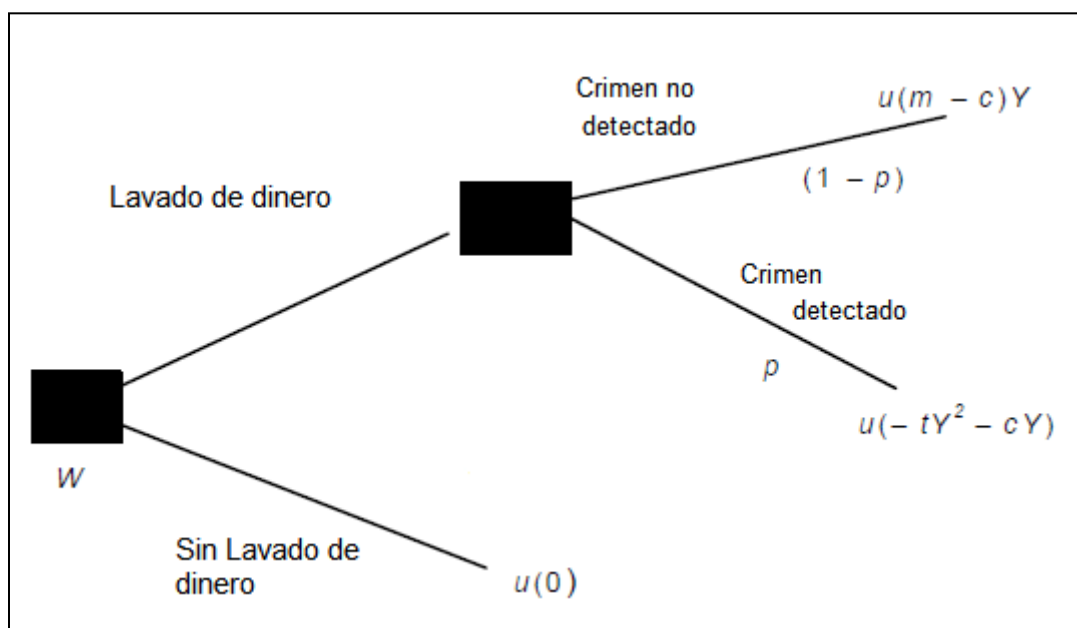 Crimen no
detectado
u(m – c)Y
(1 – p)
Lavado de dinero
Crimen
detectado
p
u(– tY² – cY)
W
Sin Lavado de
dinero
u(0)